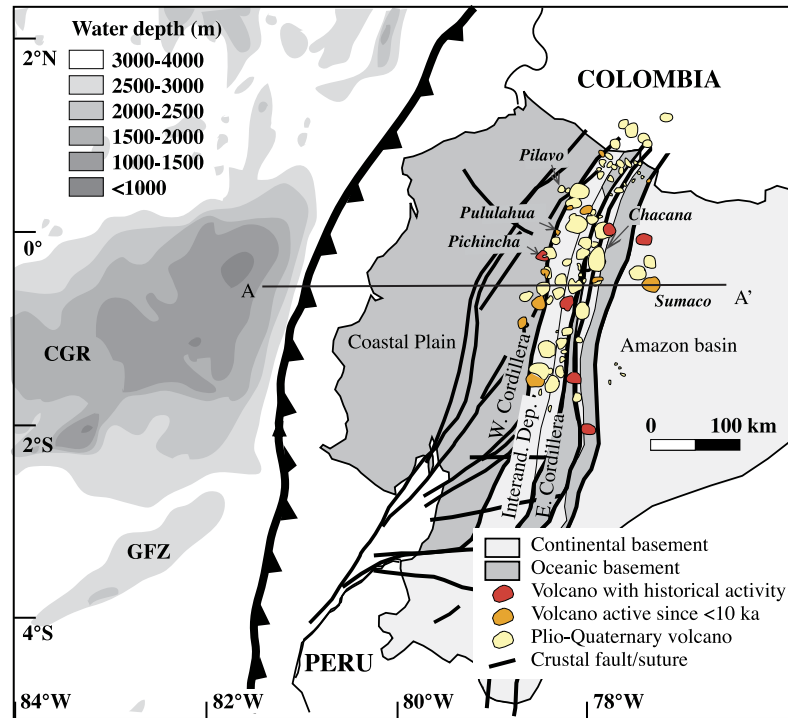 Water depth (m)
3000-4000
2500-3000
2000-2500
1500-2000
1000-1500
<1000
2°N
0°
2°S
4°S
84°W
82°W
80°W
78°W
COLOMBIA
Pilavo
Pululahua
Pichincha
Chacana
Sumaco
A
A'
CGR
GFZ
Coastal Plain
W. Cordillera
Interand. Dep.
E. Cordillera
Amazon basin
0 100 km
PERU
Continental basement
Oceanic basement
Volcano with historical activity
Volcano active since <10 ka
Plio-Quaternary volcano
Crustal fault/suture